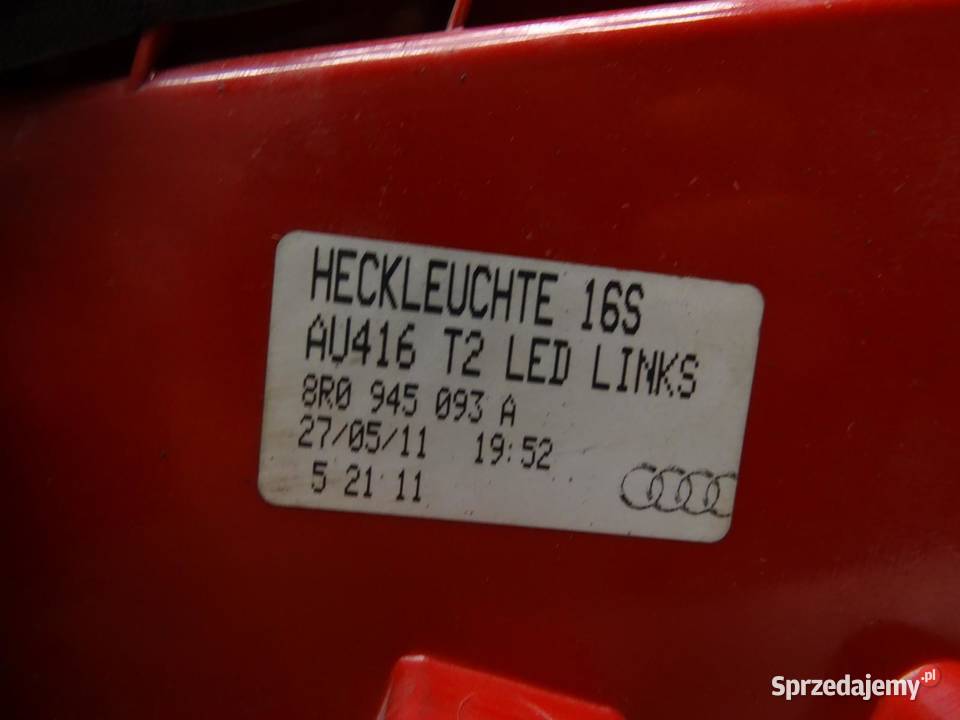 HECKLEUCHTE 16S
AU416 T2 LED LINKS
8R0 945 093 A
27/05/11 19:52
5 21 11
Sprzedajemy.pl